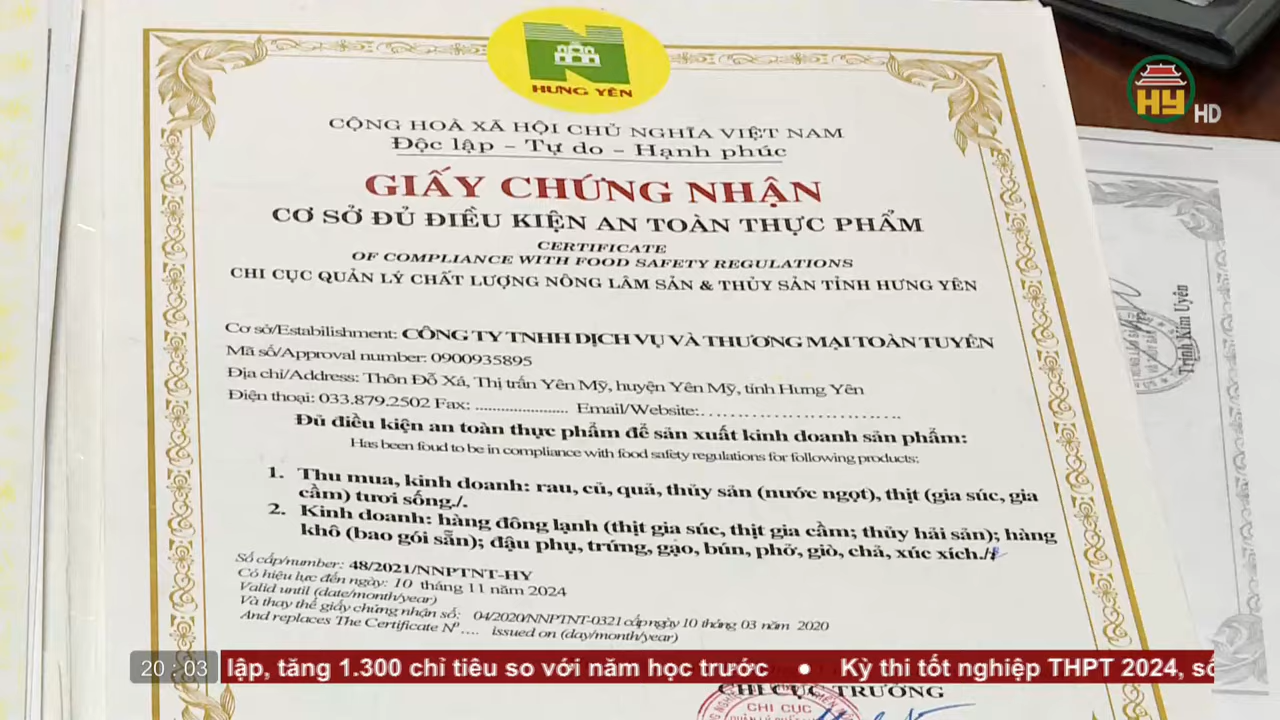 HƯNG YÊN
HY HD
CỘNG HOÀ XÃ HỘI CHỦ NGHĨA VIỆT NAM
Độc lập - Tự do - Hạnh phúc
GIẤY CHỨNG NHẬN
CƠ SỞ ĐỦ ĐIỀU KIỆN AN TOÀN THỰC PHẨM
CERTIFICATE
OF COMPLIANCE WITH FOOD SAFETY REGULATIONS
CHI CỤC QUẢN LÝ CHẤT LƯỢNG NÔNG LÂM SẢN & THỦY SẢN TỈNH HƯNG YÊN
Cơ sở/Estabilishment: CÔNG TY TNHH DỊCH VỤ VÀ THƯƠNG MẠI TOÀN TUYẾN
Mã số/Approval number: 0900935895
Địa chỉ/Address: Thôn Đỗ Xá, Thị trấn Yên Mỹ, huyện Yên Mỹ, tỉnh Hưng Yên
Điện thoại: 033.879.2502 Fax: ...................... Email/Website:..........................
Đủ điều kiện an toàn thực phẩm để sản xuất kinh doanh sản phẩm:
Has been foud to be in compliance with food safety regulations for following products:
1. Thu mua, kinh doanh: rau, củ, quả, thủy sản (nước ngọt), thịt (gia súc, gia
cầm) tươi sống./.
2. Kinh doanh: hàng đông lạnh (thịt gia súc, thịt gia cầm; thủy hải sản); hàng
khô (bao gói sẵn); đậu phụ, trứng, gạo, bún, phở, giò, chả, xúc xích./.
Số cấp/number: 48/2021/NNPTNT-HY
Có hiệu lực đến ngày: 10 tháng 11 năm 2024
Valid until (date/month/year)
Và thay thế giấy chứng nhận số: 04/2020/NNPTNT-0321 cấp ngày 10 tháng 03 năm 2020
And replaces The Certificate Nº.... issued on (day/month/year)
Trịnh Kim Uyên
20:03 lập, tăng 1.300 chỉ tiêu so với năm học trước ● Kỳ thi tốt nghiệp THPT 2024, số
CHI CỤC TRƯỞNG
CHI CỤC